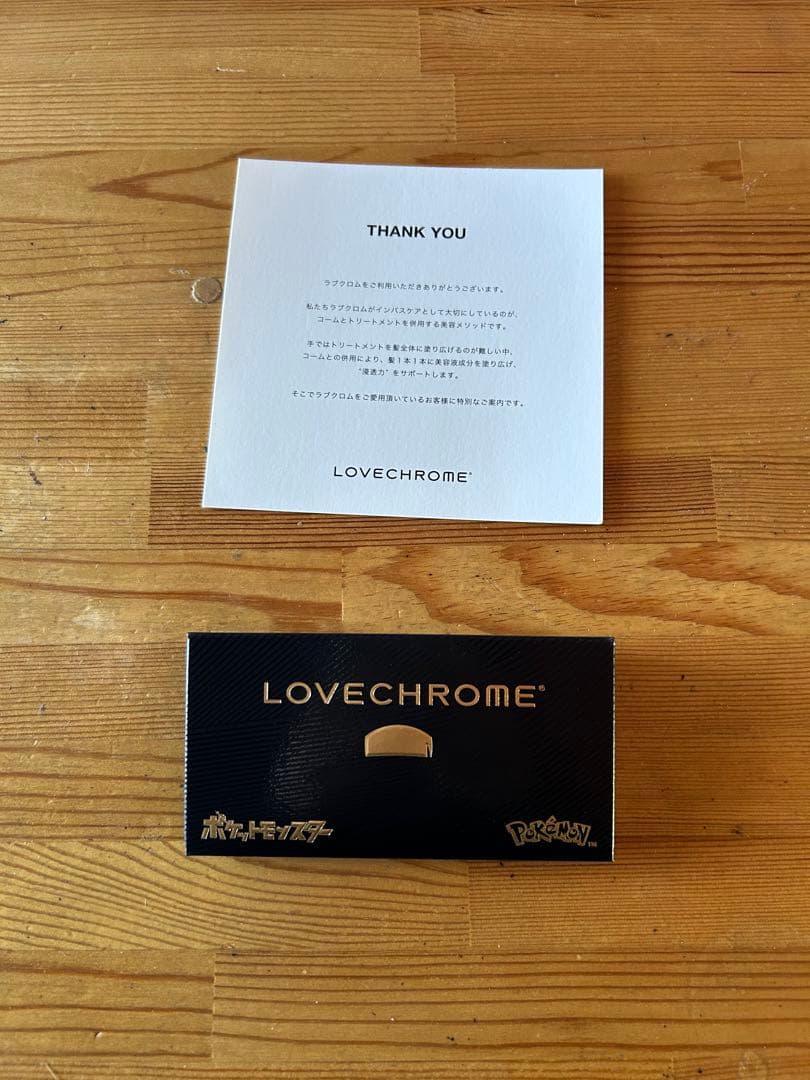 THANK YOU
ラブクロムをご利用いただきありがとうございます。
私たちラブクロムがインバスケアとして大切にしているのが、
コームとトリートメントを併用する美容メソッドです。
手ではトリートメントを髪全体に塗り広げるのが難しい中、
コームとの併用により、髪1本1本に美容液成分を塗り広げ、
“浸透力” をサポートします。
そこでラブクロムをご愛用頂いているお客様に特別なご案内です。
LOVECHROME®
LOVECHROME®
ポケットモンスター
POKéMON™